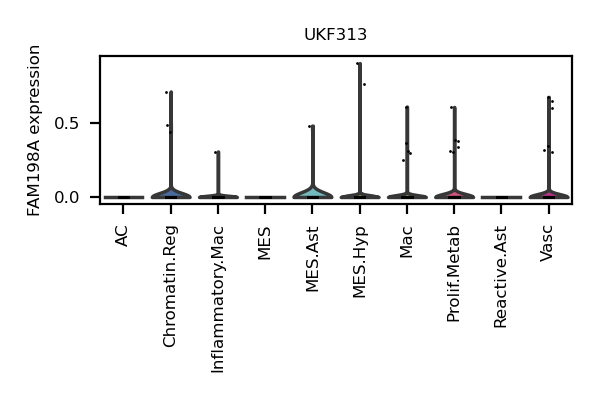 UKF313
FAM198A expression
0.5
0.0
AC
Chromatin.Reg
Inflammatory.Mac
MES
MES.Ast
MES.Hyp
Mac
Prolif.Metab
Reactive.Ast
Vasc